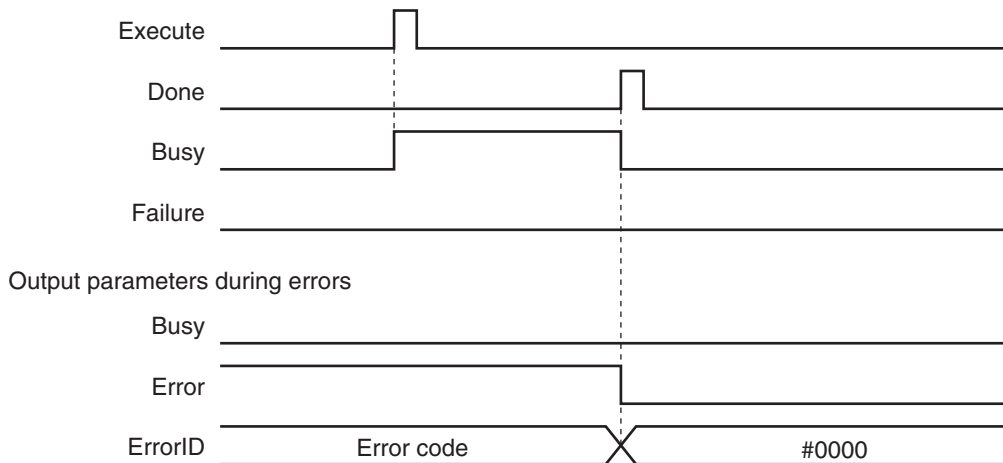 Execute
Done
Busy
Failure
Output parameters during errors
Busy
Error
ErrorID Error code #0000